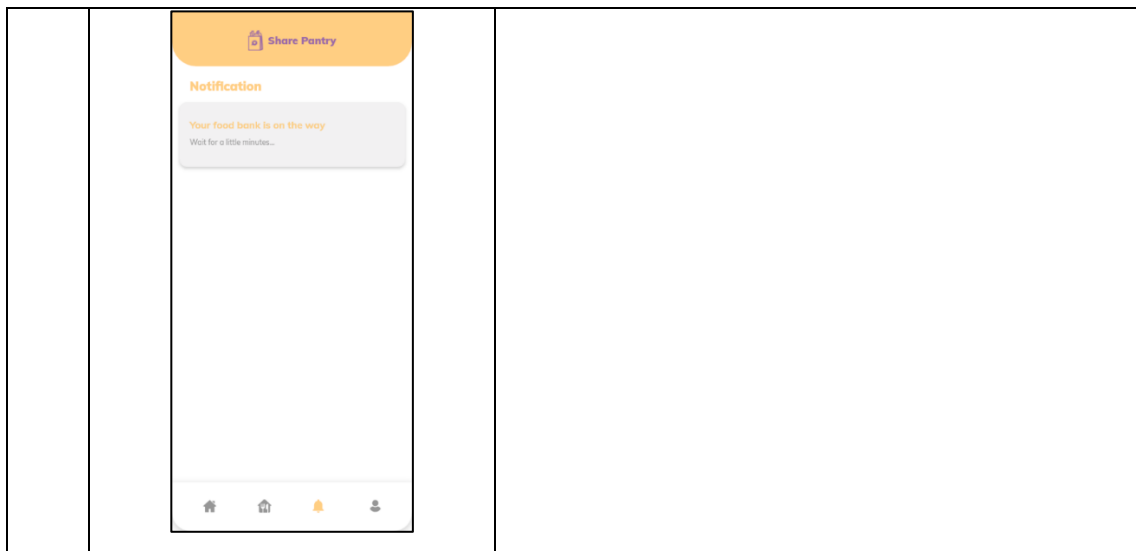 Share Pantry
Notification
Your food bank is on the way
Wait for a little minutes...